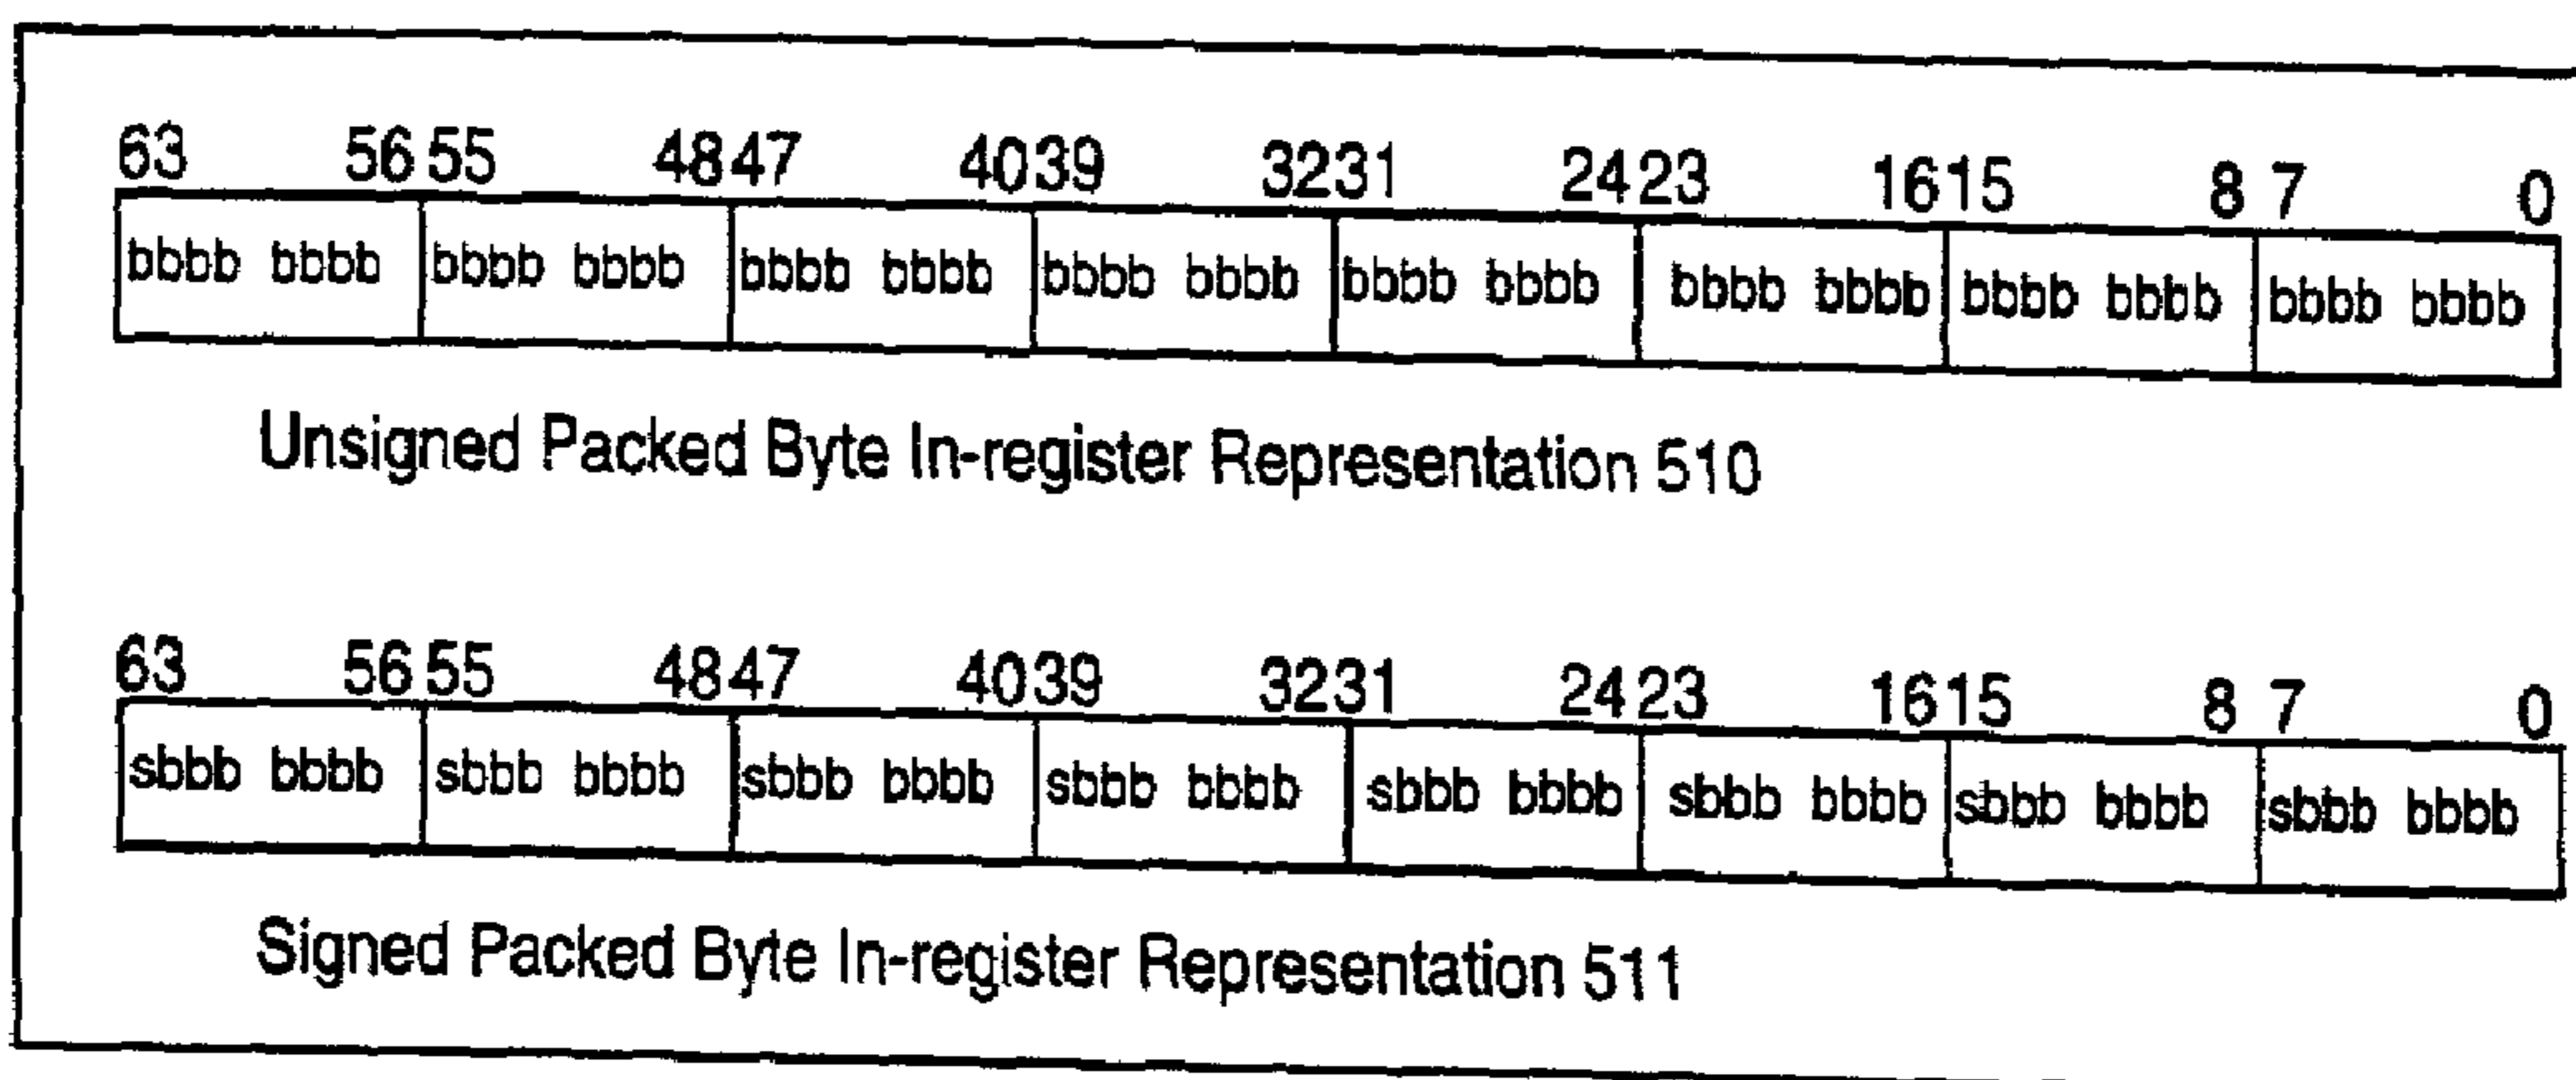 63 56 55 48 47 40 39 32 31 24 23 16 15 8 7 0
bbbb bbbb bbbb bbbb bbbb bbbb bbbb bbbb bbbb bbbb bbbb bbbb bbbb bbbb bbbb bbbb
Unsigned Packed Byte In-register Representation 510
63 56 55 48 47 40 39 32 31 24 23 16 15 8 7 0
sbbb bbbb sbbb bbbb sbbb bbbb sbbb bbbb sbbb bbbb sbbb bbbb sbbb bbbb sbbb bbbb
Signed Packed Byte In-register Representation 511